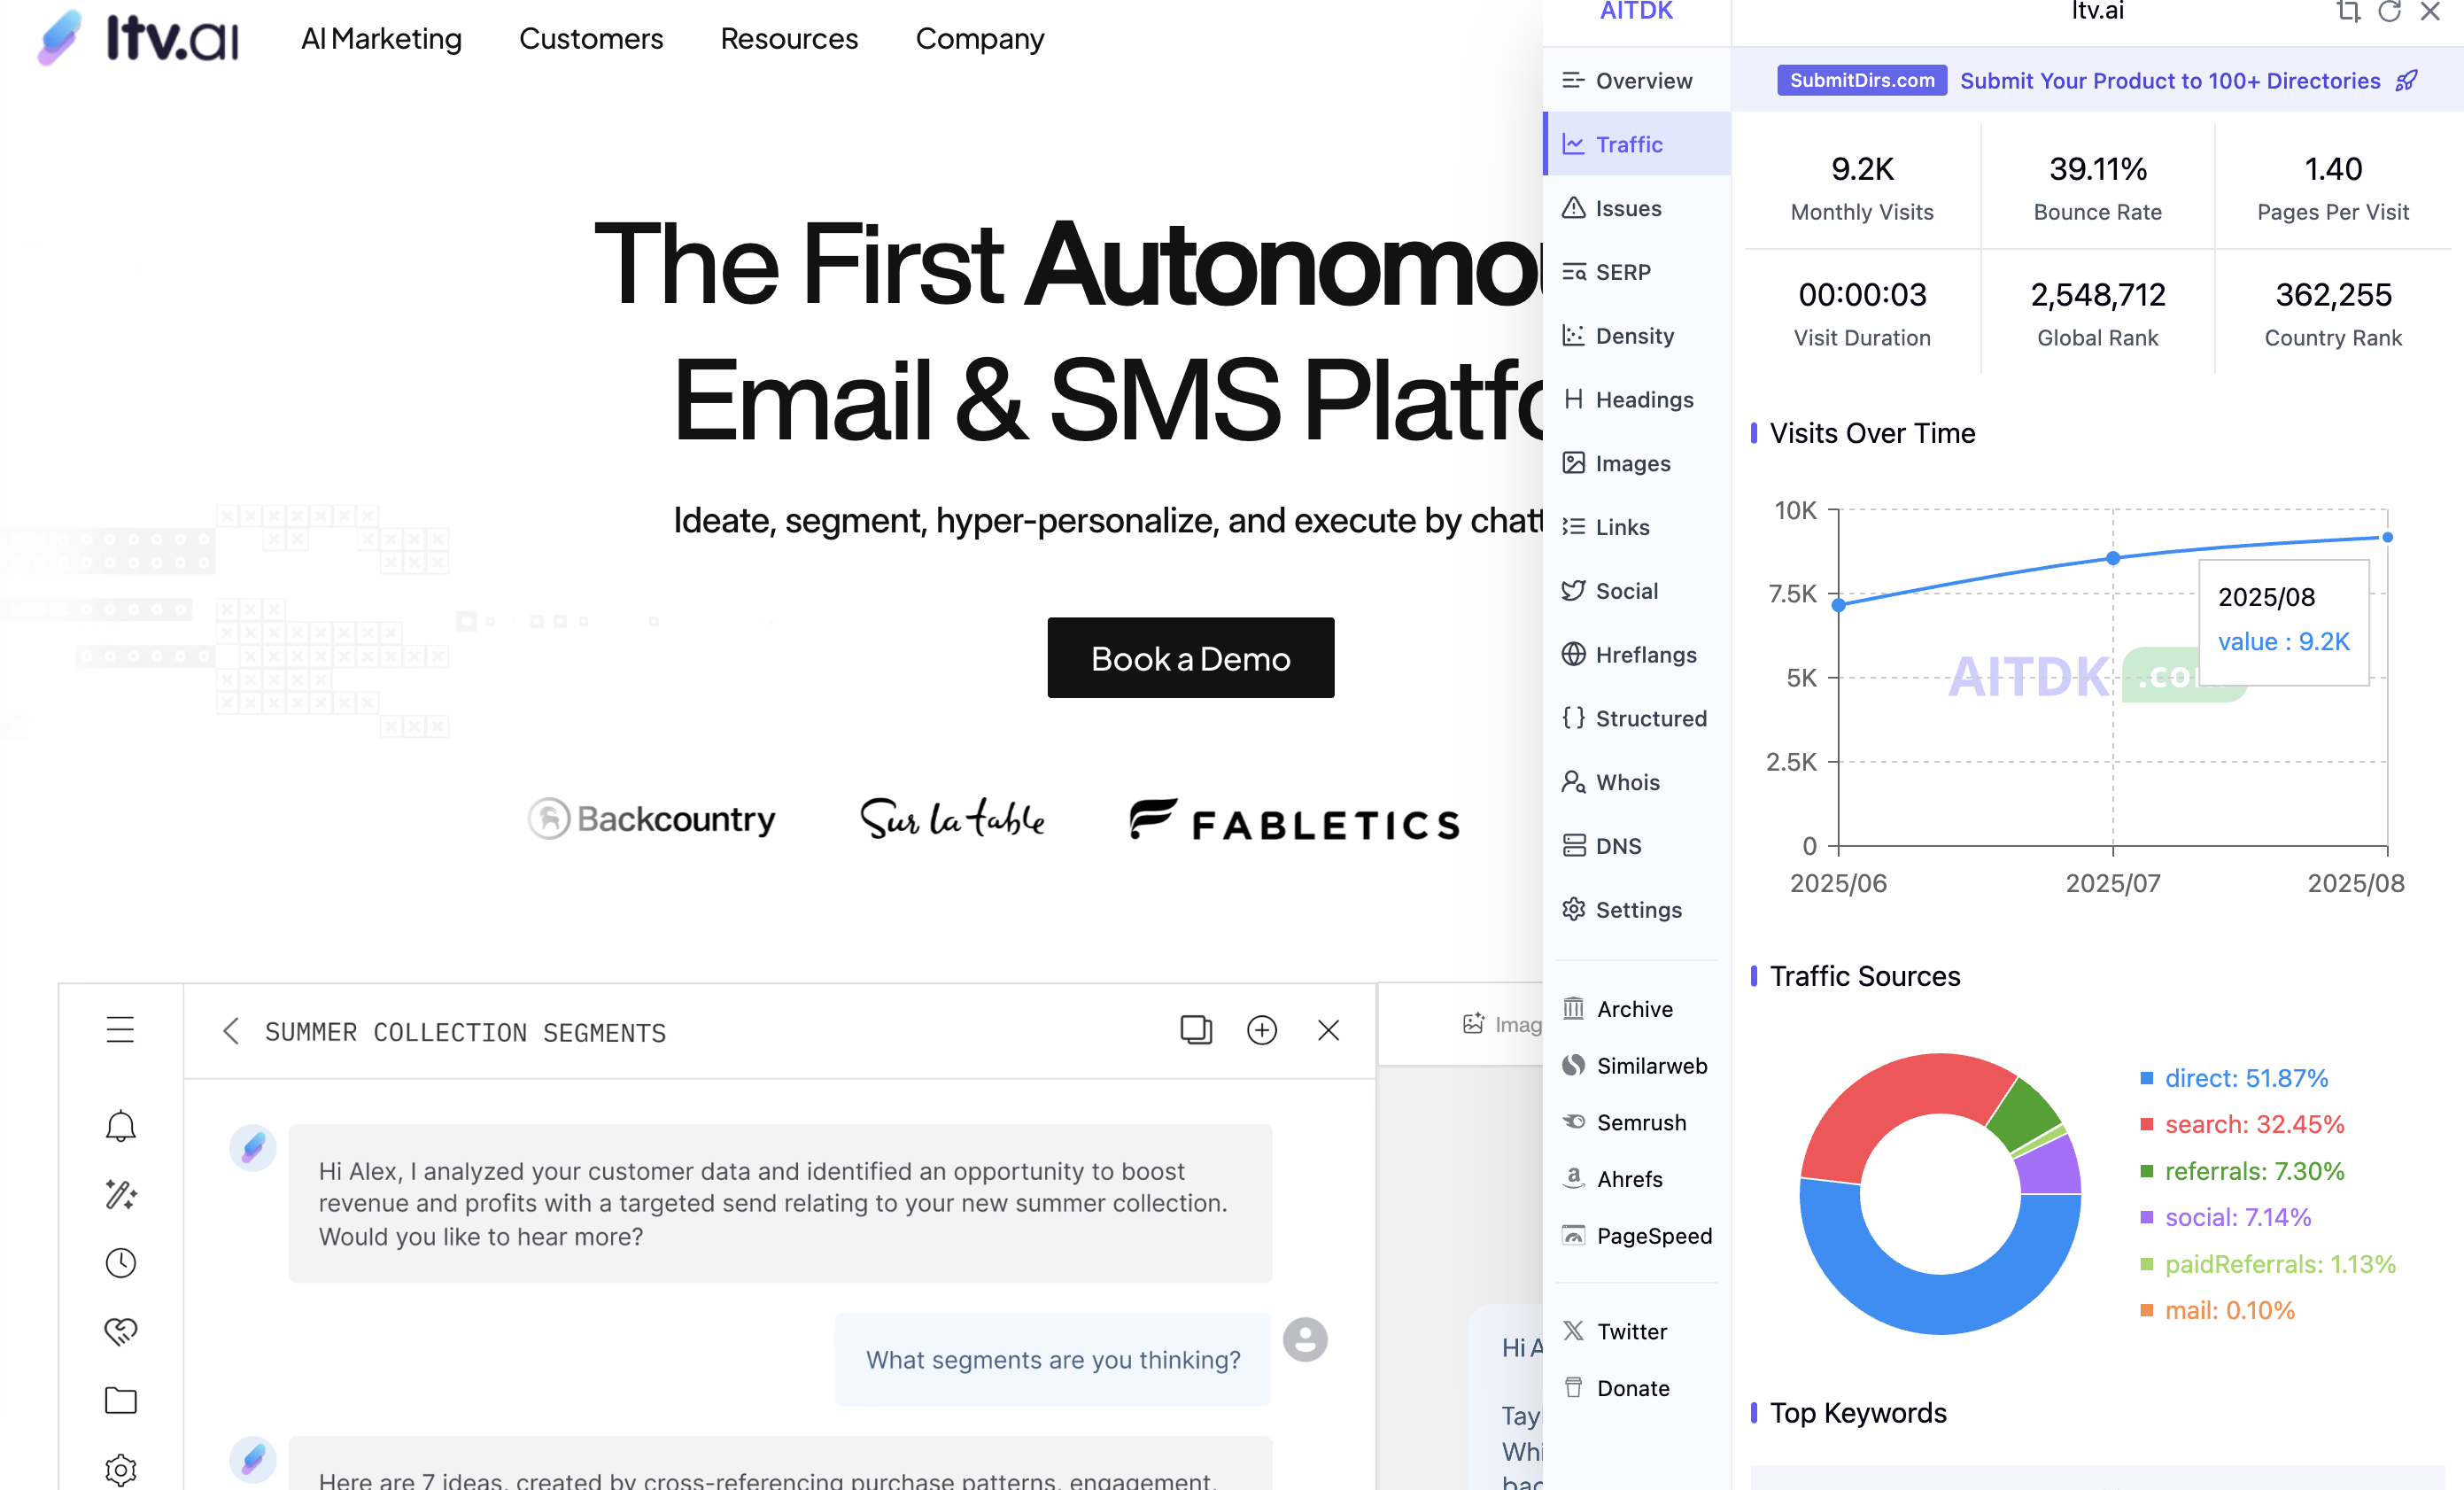 ltv.ai
AI Marketing
Customers
Resources
Company
The First Autonomou
Email & SMS Platfo
Ideate, segment, hyper-personalize, and execute by chatt
Book a Demo
Backcountry
Sur la table
FABLETICS
SUMMER COLLECTION SEGMENTS
Hi Alex, I analyzed your customer data and identified an opportunity to boost
revenue and profits with a targeted send relating to your new summer collection.
Would you like to hear more?
What segments are you thinking?
Here are 7 ideas, created by cross-referencing purchase patterns, engagement,
Imag
Hi A
Tay
Whi
bac
AITDK
ltv.ai
Overview
Traffic
Issues
SERP
Density
Headings
Images
Links
Social
Hreflangs
Structured
Whois
DNS
Settings
Archive
Similarweb
Semrush
Ahrefs
PageSpeed
Twitter
Donate
SubmitDirs.com Submit Your Product to 100+ Directories
9.2K
Monthly Visits
39.11%
Bounce Rate
1.40
Pages Per Visit
00:00:03
Visit Duration
2,548,712
Global Rank
362,255
Country Rank
Visits Over Time
10K
7.5K
5K
2.5K
0
2025/06
2025/07
2025/08
AITDK .com
2025/08
value : 9.2K
Traffic Sources
direct: 51.87%
search: 32.45%
referrals: 7.30%
social: 7.14%
paidReferrals: 1.13%
mail: 0.10%
Top Keywords